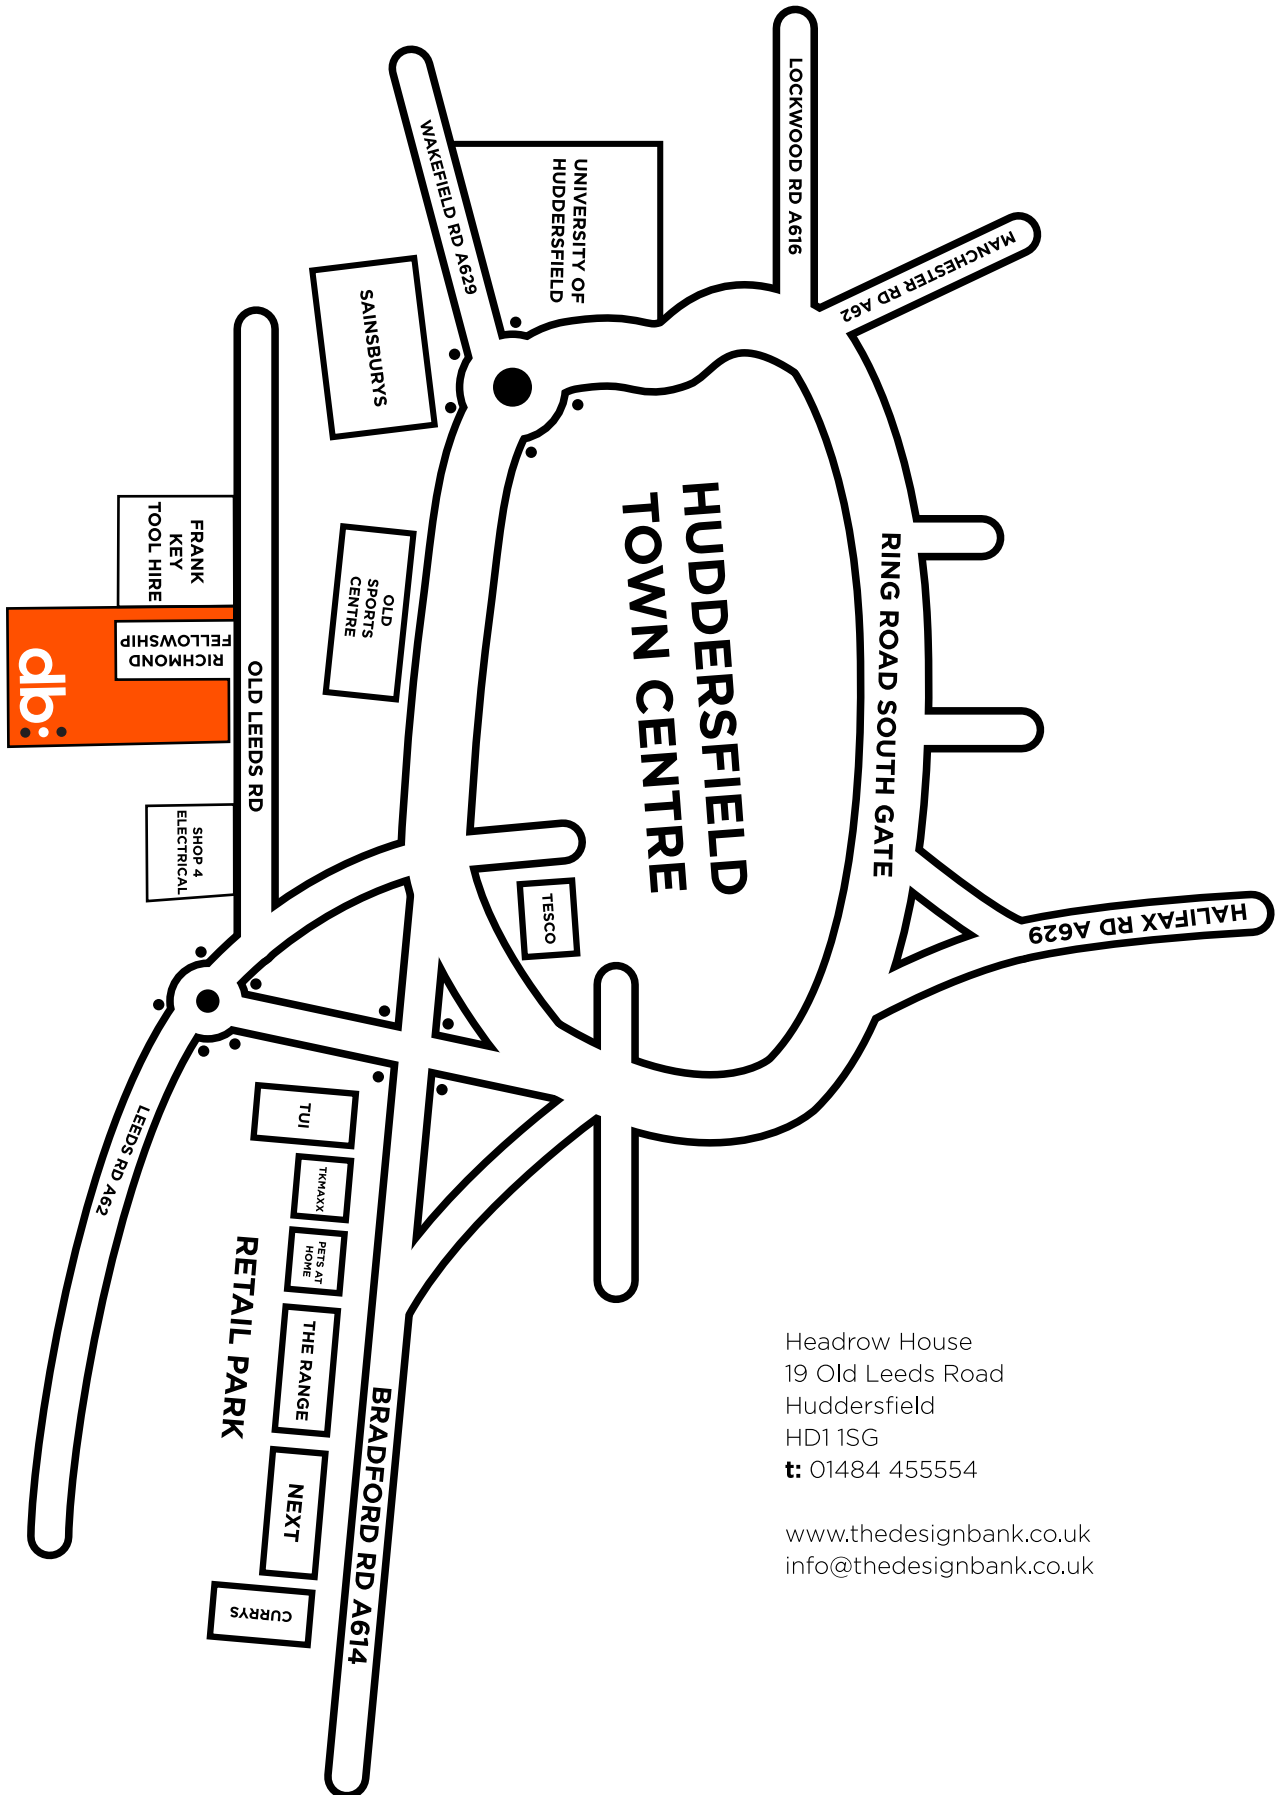 LOCKWOOD RD A616
WAKEFIELD RD A629
UNIVERSITY OF
HUDDERSFIELD
MANCHESTER RD A62
SAINSBURYS
HUDDERSFIELD
TOWN CENTRE
RING ROAD SOUTH GATE
FRANK
KEY
TOOL HIRE
OLD
SPORTS
CENTRE
RICHMOND
FELLOWSHIP
db:
OLD LEEDS RD
SHOP 4
ELECTRICAL
TESCO
HALIFAX RD A629
LEEDS RD A62
TUI
TKMAXX
PETS AT
HOME
THE RANGE
RETAIL PARK
NEXT
CURRYS
BRADFORD RD A614
Headrow House
19 Old Leeds Road
Huddersfield
HD1 1SG
t: 01484 455554
www.thedesignbank.co.uk
info@thedesignbank.co.uk